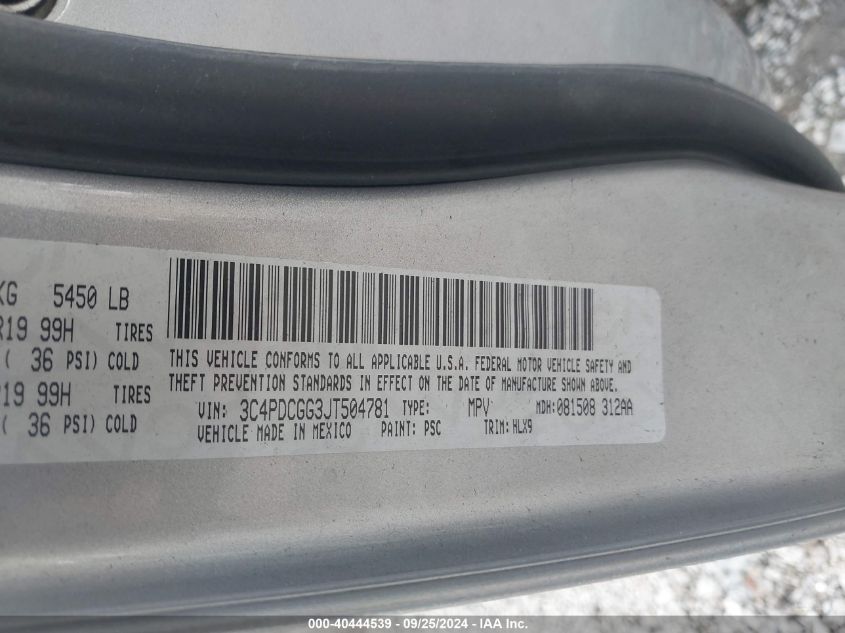 KG 5450 LB
R19 99H TIRES
( 36 PSI) COLD
R19 99H TIRES
( 36 PSI) COLD
THIS VEHICLE CONFORMS TO ALL APPLICABLE U.S.A. FEDERAL MOTOR VEHICLE SAFETY AND
THEFT PREVENTION STANDARDS IN EFFECT ON THE DATE OF MANUFACTURE SHOWN ABOVE.
VIN: 3C4PDCGG3JT504781 TYPE: MPV MDH:081508 312AA
VEHICLE MADE IN MEXICO PAINT: PSC TRIM: HLX9
000-40444539 - 09/25/2024 - IAA Inc.